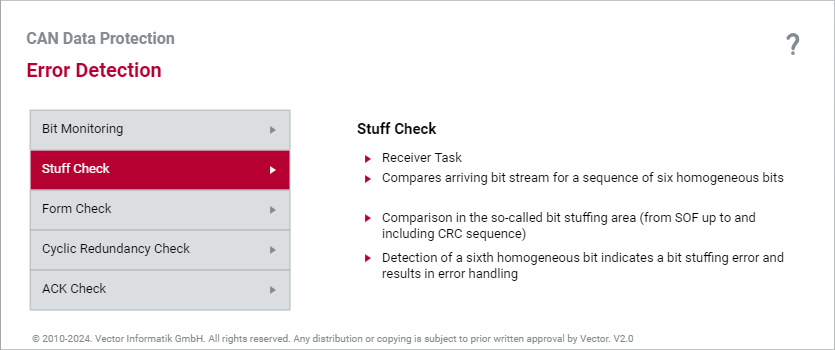 CAN Data Protection
?
Error Detection
Bit Monitoring
Stuff Check
Form Check
Cyclic Redundancy Check
ACK Check
Stuff Check
Receiver Task
Compares arriving bit stream for a sequence of six homogeneous bits
Comparison in the so-called bit stuffing area (from SOF up to and
including CRC sequence)
Detection of a sixth homogeneous bit indicates a bit stuffing error and
results in error handling
© 2010-2024. Vector Informatik GmbH. All rights reserved. Any distribution or copying is subject to prior written approval by Vector. V2.0